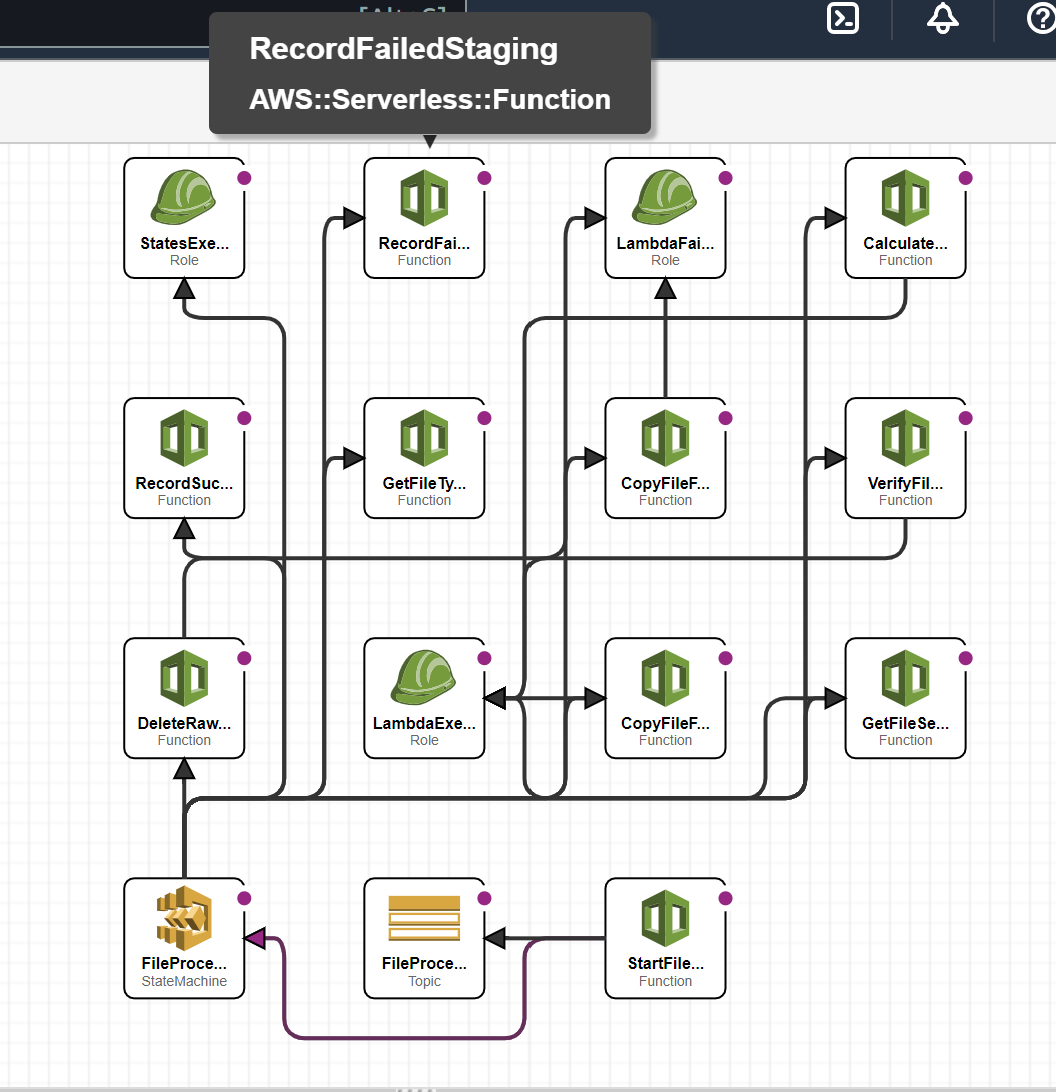 RecordFailedStaging
AWS::Serverless::Function
StatesExe...
Role
RecordFai...
Function
LambdaFai...
Role
Calculate...
Function
RecordSuc...
Function
GetFileTy...
Function
CopyFileF...
Function
VerifyFil...
Function
DeleteRaw...
Function
LambdaExe...
Role
CopyFileF...
Function
GetFileSe...
Function
FileProce...
StateMachine
FileProce...
Topic
StartFile...
Function